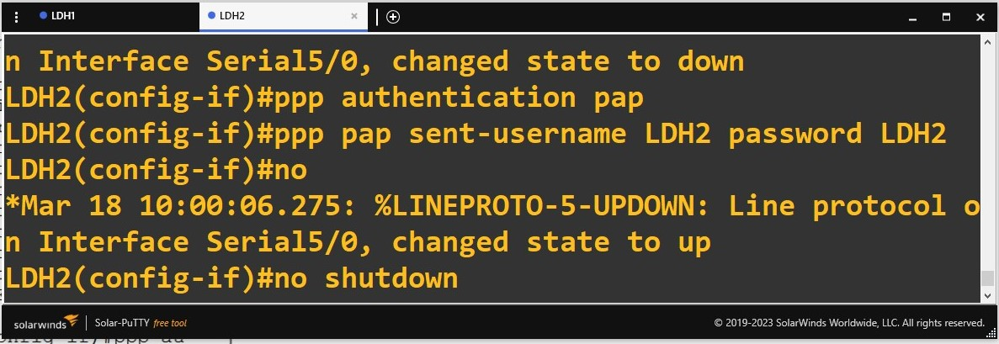 LDH1
LDH2
n Interface Serial5/0, changed state to down
LDH2(config-if)#ppp authentication pap
LDH2(config-if)#ppp pap sent-username LDH2 password LDH2
LDH2(config-if)#no
*Mar 18 10:00:06.275: %LINEPROTO-5-UPDOWN: Line protocol o
n Interface Serial5/0, changed state to up
LDH2(config-if)#no shutdown
solarwinds Solar-PuTTY free tool © 2019-2023 SolarWinds Worldwide, LLC. All rights reserved.